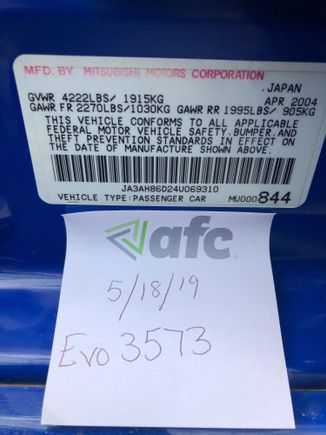 MFD. BY MITSUBISHI MOTORS CORPORATION
JAPAN
GVWR 4222LBS/ 1915KG APR 2004
GAWR FR 2270LBS/1030KG GAWR RR 1995LBS/ 905KG
THIS VEHICLE CONFORMS TO ALL APPLICABLE
FEDERAL MOTOR VEHICLE SAFETY, BUMPER, AND
THEFT PREVENTION STANDARDS IN EFFECT ON THE
DATE OF MANUFACTURE SHOWN ABOVE.
JA3AH86D24U069310
VEHICLE TYPE:PASSENGER CAR MU000844
afc
5/18/19
Evo3573